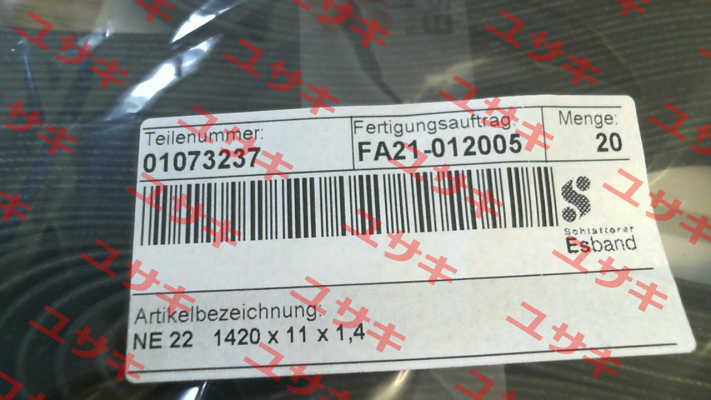 Teilenummer:
01073237
Fertigungsauftrag:
FA21-012005
Menge:
20
Schlatterer
Esband
Artikelbezeichnung:
NE 22 1420 x 11 x 1,4
ユサキ